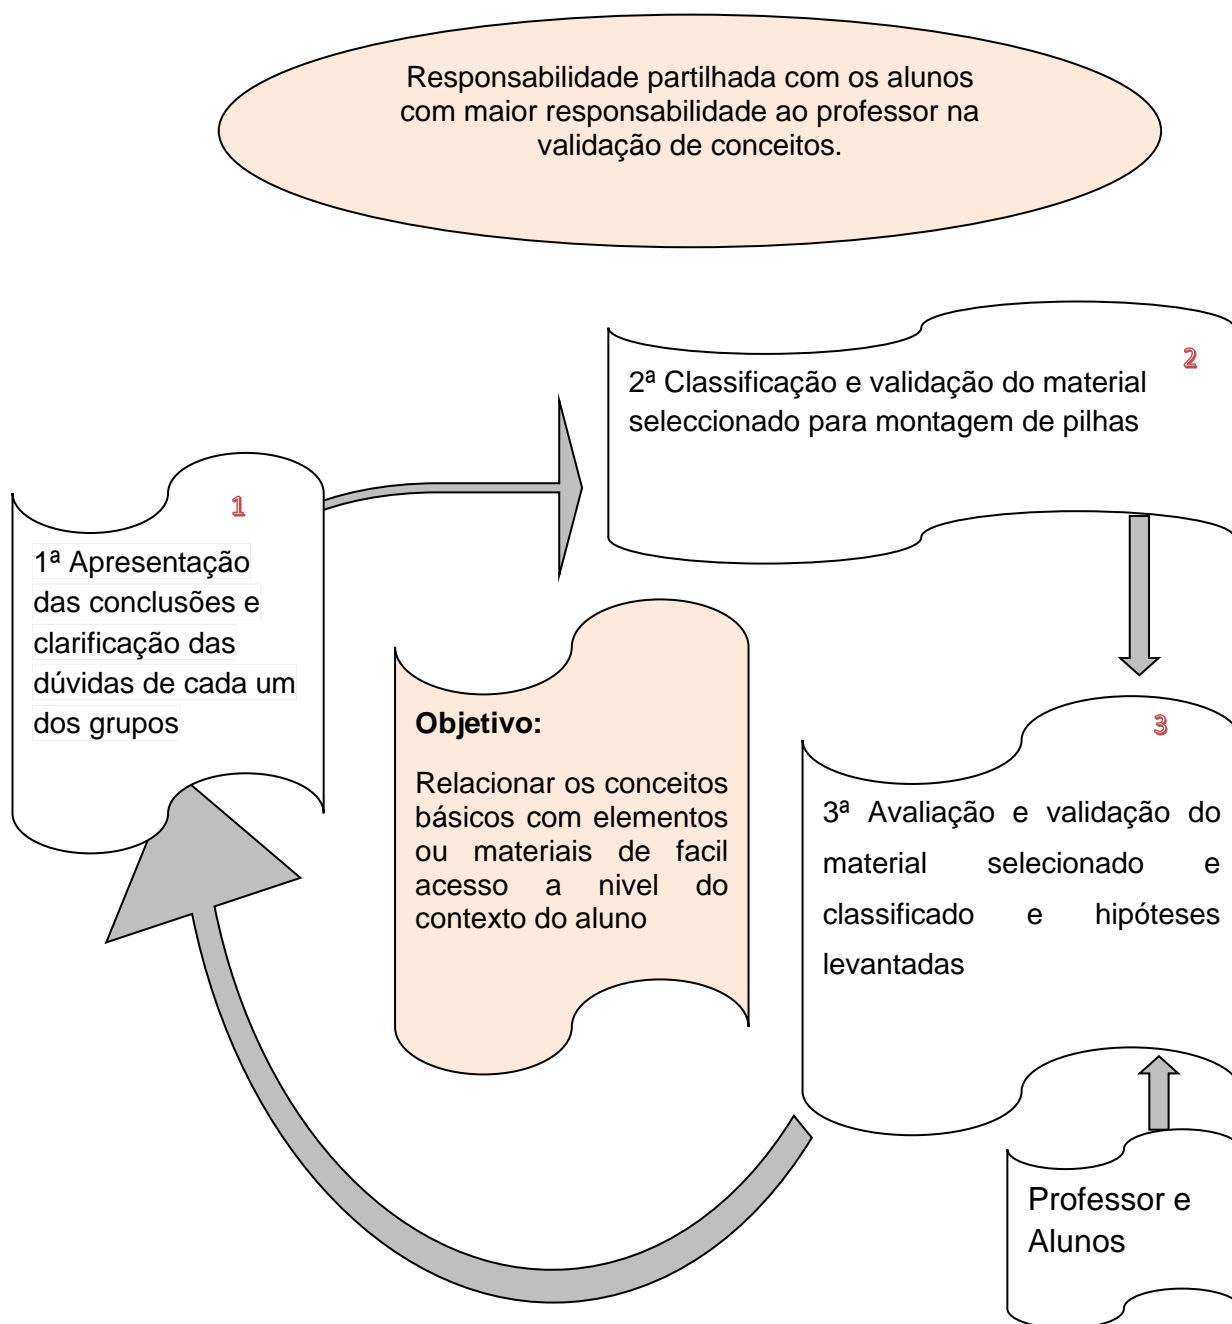 Responsabilidade partilhada com os alunos
com maior responsabilidade ao professor na
validação de conceitos.
1
1ª Apresentação
das conclusões e
clarificação das
dúvidas de cada um
dos grupos
2
2ª Classificação e validação do material
seleccionado para montagem de pilhas
Objetivo:
Relacionar os conceitos
básicos com elementos
ou materiais de facil
acesso a nivel do
contexto do aluno
3
3ª Avaliação e validação do
material selecionado e
classificado e hipóteses
levantadas
Professor e
Alunos